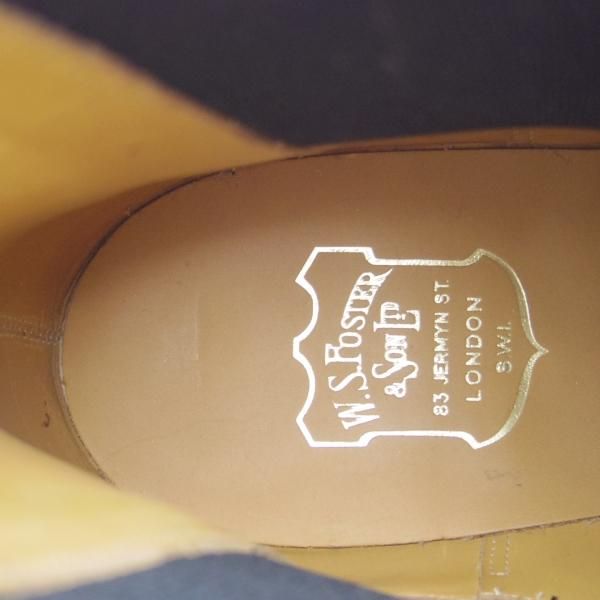 W.S. FOSTER
& SON LTD
83 JERMYN ST.
LONDON
S.W.1.